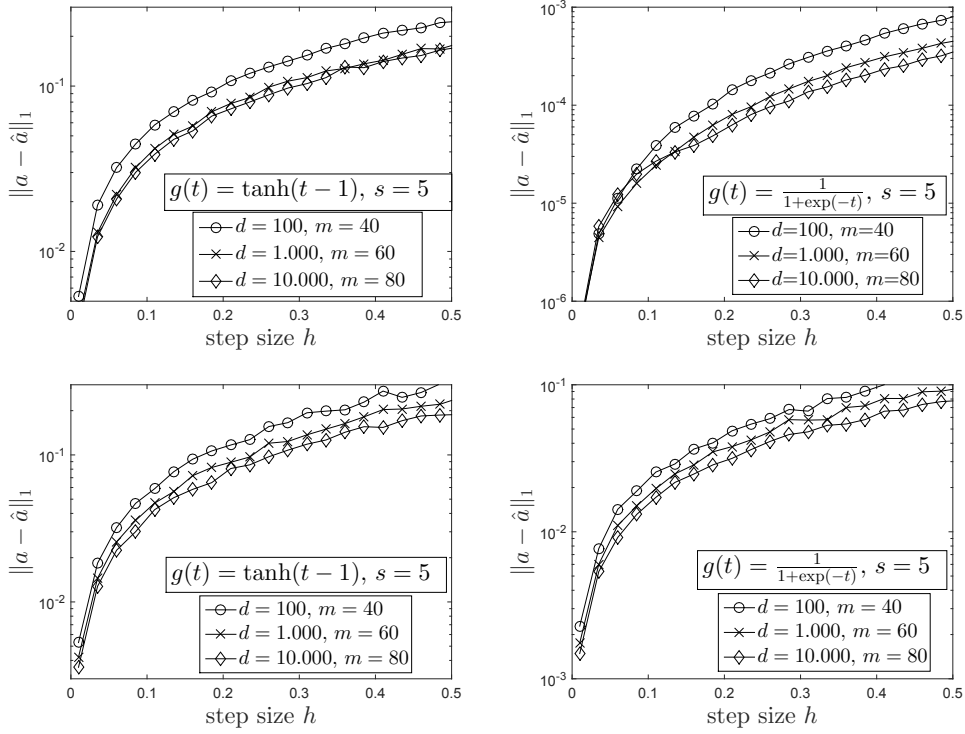 10^{-1}
10^{-2}
‖a − â‖_1
0 0.1 0.2 0.3 0.4 0.5
step size h
g(t) = tanh(t − 1), s = 5
d = 100, m = 40
d = 1.000, m = 60
d = 10.000, m = 80
10^{-3}
10^{-4}
10^{-5}
10^{-6}
‖a − â‖_1
0 0.1 0.2 0.3 0.4 0.5
step size h
g(t) = \frac{1}{1+exp(−t)}, s = 5
d=100, m=40
d=1.000, m=60
d=10.000, m=80
10^{-1}
10^{-2}
‖a − â‖_1
0 0.1 0.2 0.3 0.4 0.5
step size h
g(t) = tanh(t − 1), s = 5
d = 100, m = 40
d = 1.000, m = 60
d = 10.000, m = 80
10^{-1}
10^{-2}
10^{-3}
‖a − â‖_1
0 0.1 0.2 0.3 0.4 0.5
step size h
g(t) = \frac{1}{1+exp(−t)}, s = 5
d = 100, m = 40
d = 1.000, m = 60
d = 10.000, m = 80